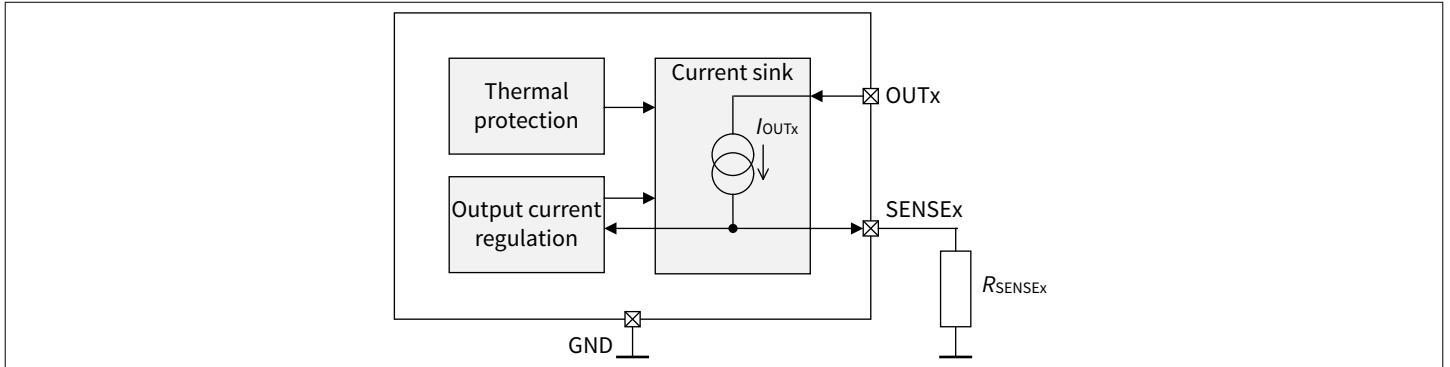 Thermal
protection
Current sink
OUTx
IOUTx
Output current
regulation
SENSEx
RSENSEx
GND